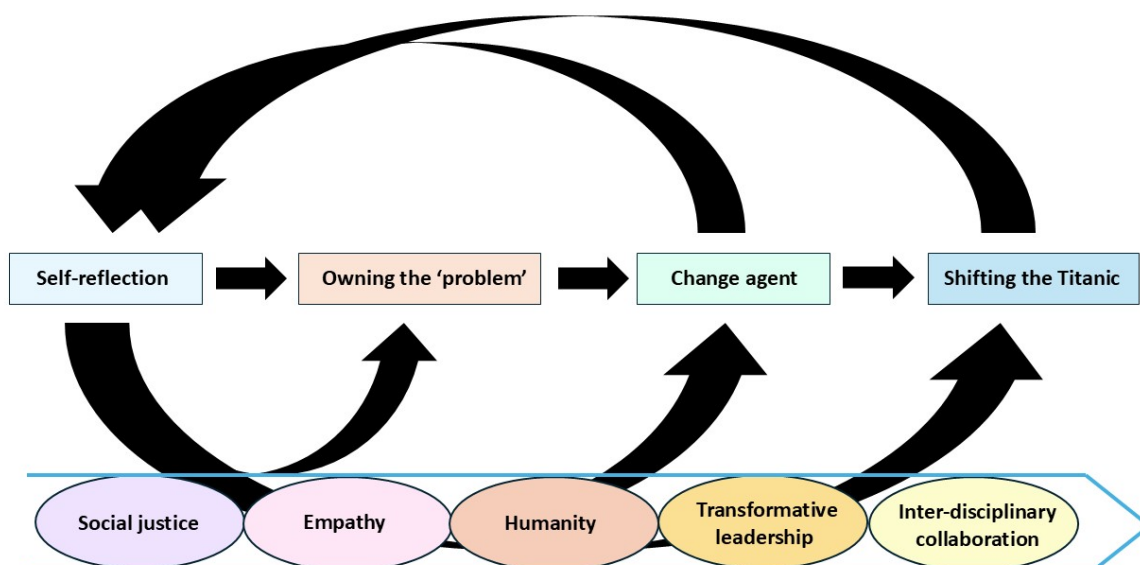 Self-reflection
Owning the ‘problem’
Change agent
Shifting the Titanic
Social justice
Empathy
Humanity
Transformative
leadership
Inter-disciplinary
collaboration